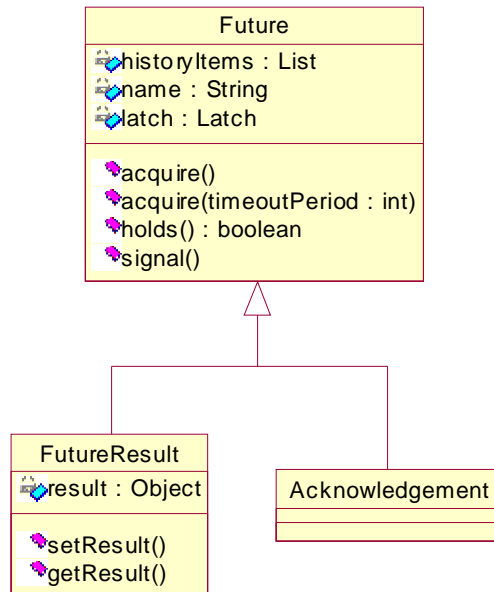 Future
historyItems : List
name : String
latch : Latch
acquire()
acquire(timeoutPeriod : int)
holds() : boolean
signal()
FutureResult
result : Object
setResult()
getResult()
Acknowledgement